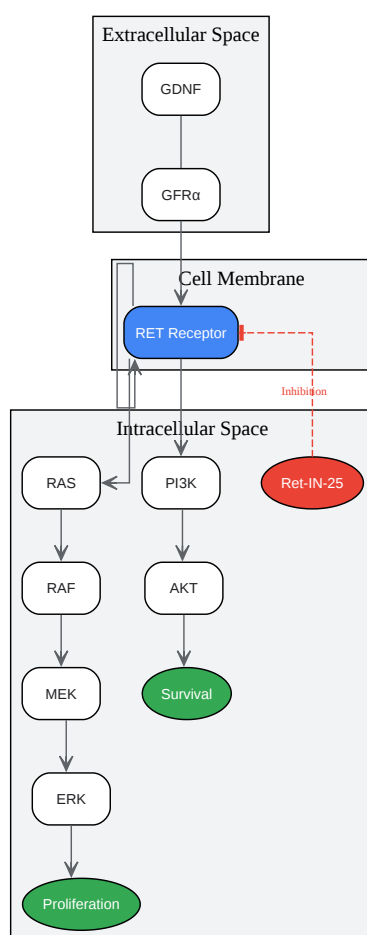 Extracellular Space
GDNF
GFRα
Cell Membrane
RET Receptor
Inhibition
Intracellular Space
RAS
PI3K
Ret-IN-25
RAF
AKT
MEK
Survival
ERK
Proliferation